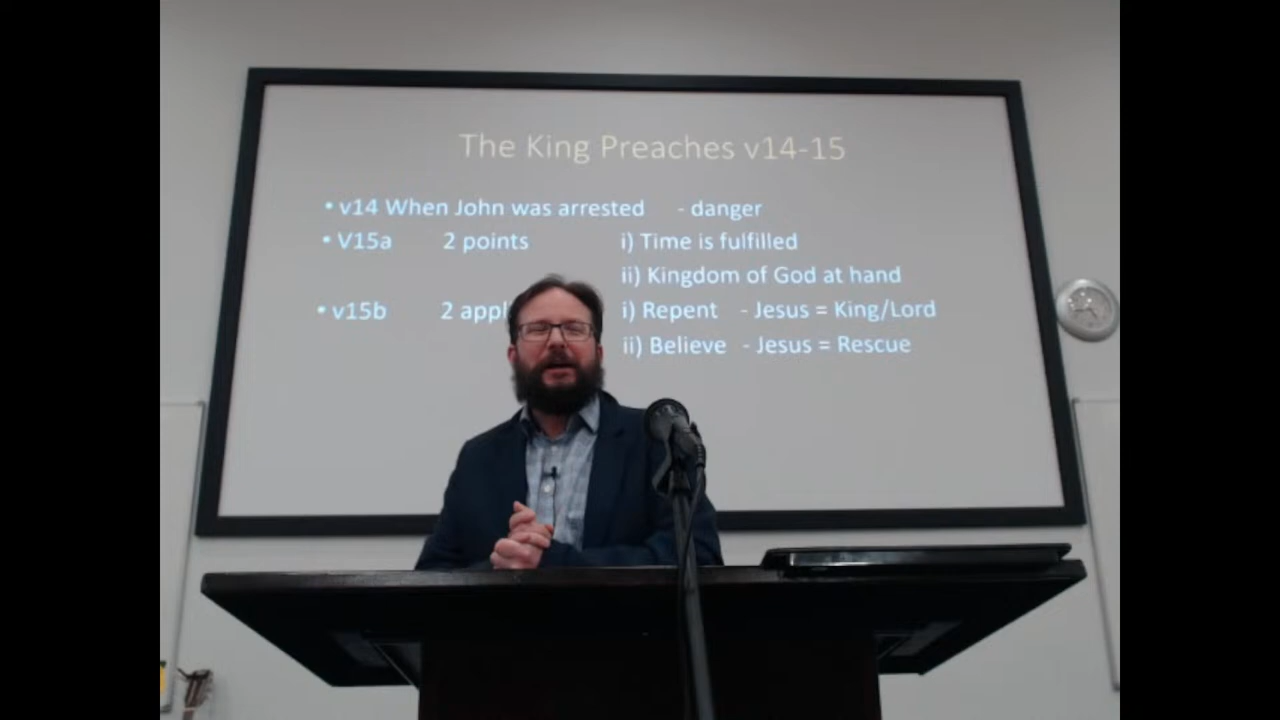 The King Preaches v14-15
• v14 When John was arrested - danger
• V15a 2 points i) Time is fulfilled
ii) Kingdom of God at hand
• v15b 2 i) Repent - Jesus = King/Lord
ii) Believe - Jesus = Rescue